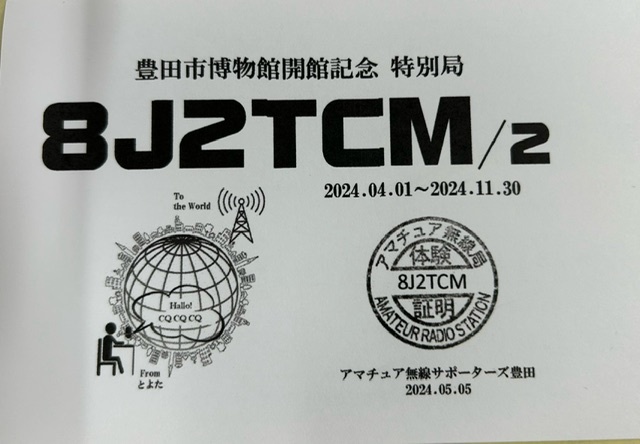 豊田市博物館開館記念 特別局
8J2TCM/2
2024.04.01～2024.11.30
To
the World
Hallo!
CQ CQ CQ
From
とよた
アマチュア無線局
体験
8J2TCM
証明
AMATEUR RADIO STATION
アマチュア無線サポーターズ豊田
2024.05.05